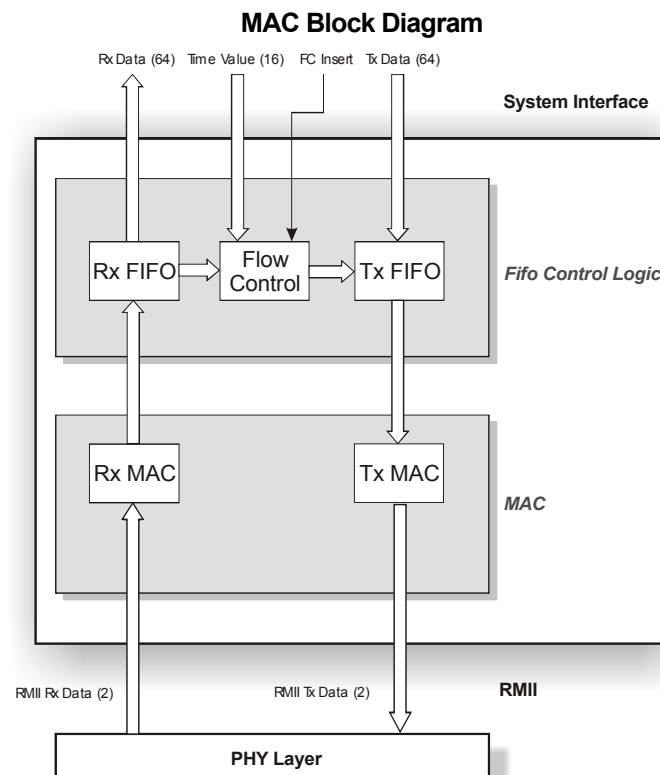 MAC Block Diagram
Rx Data (64)
Time Value (16)
FC Insert
Tx Data (64)
System Interface
Rx FIFO
Flow
Control
Tx FIFO
Fifo Control Logic
Rx MAC
Tx MAC
MAC
RMII Rx Data (2)
RMII Tx Data (2)
RMII
PHY Layer